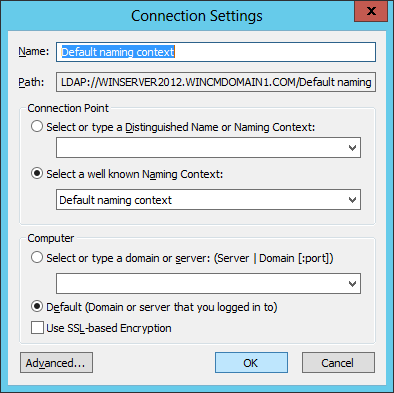 Connection Settings
x
Name: Default naming context
Path: LDAP://WINSERVER2012.WINCMDOMAIN1.COM/Default naming
Connection Point
Select or type a Distinguished Name or Naming Context:
Select a well known Naming Context:
Default naming context
Computer
Select or type a domain or server: (Server | Domain [:port])
Default (Domain or server that you logged in to)
Use SSL-based Encryption
Advanced... OK Cancel